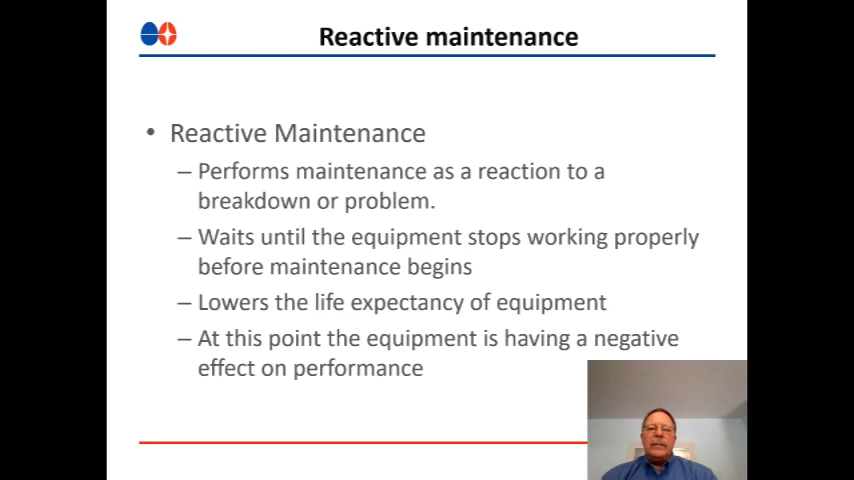 Reactive maintenance
• Reactive Maintenance
– Performs maintenance as a reaction to a
breakdown or problem.
– Waits until the equipment stops working properly
before maintenance begins
– Lowers the life expectancy of equipment
– At this point the equipment is having a negative
effect on performance